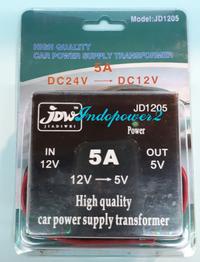 Model:JD1205
HIGH QUALITY
CAR POWER SUPPLY TRANSFORMER
5A
DC24V → DC12V
Indopower2
JDW
JIADIWEI
JD1205
Power
IN
12V
5A
OUT
5V
12V → 5V
High quality
car power supply transformer